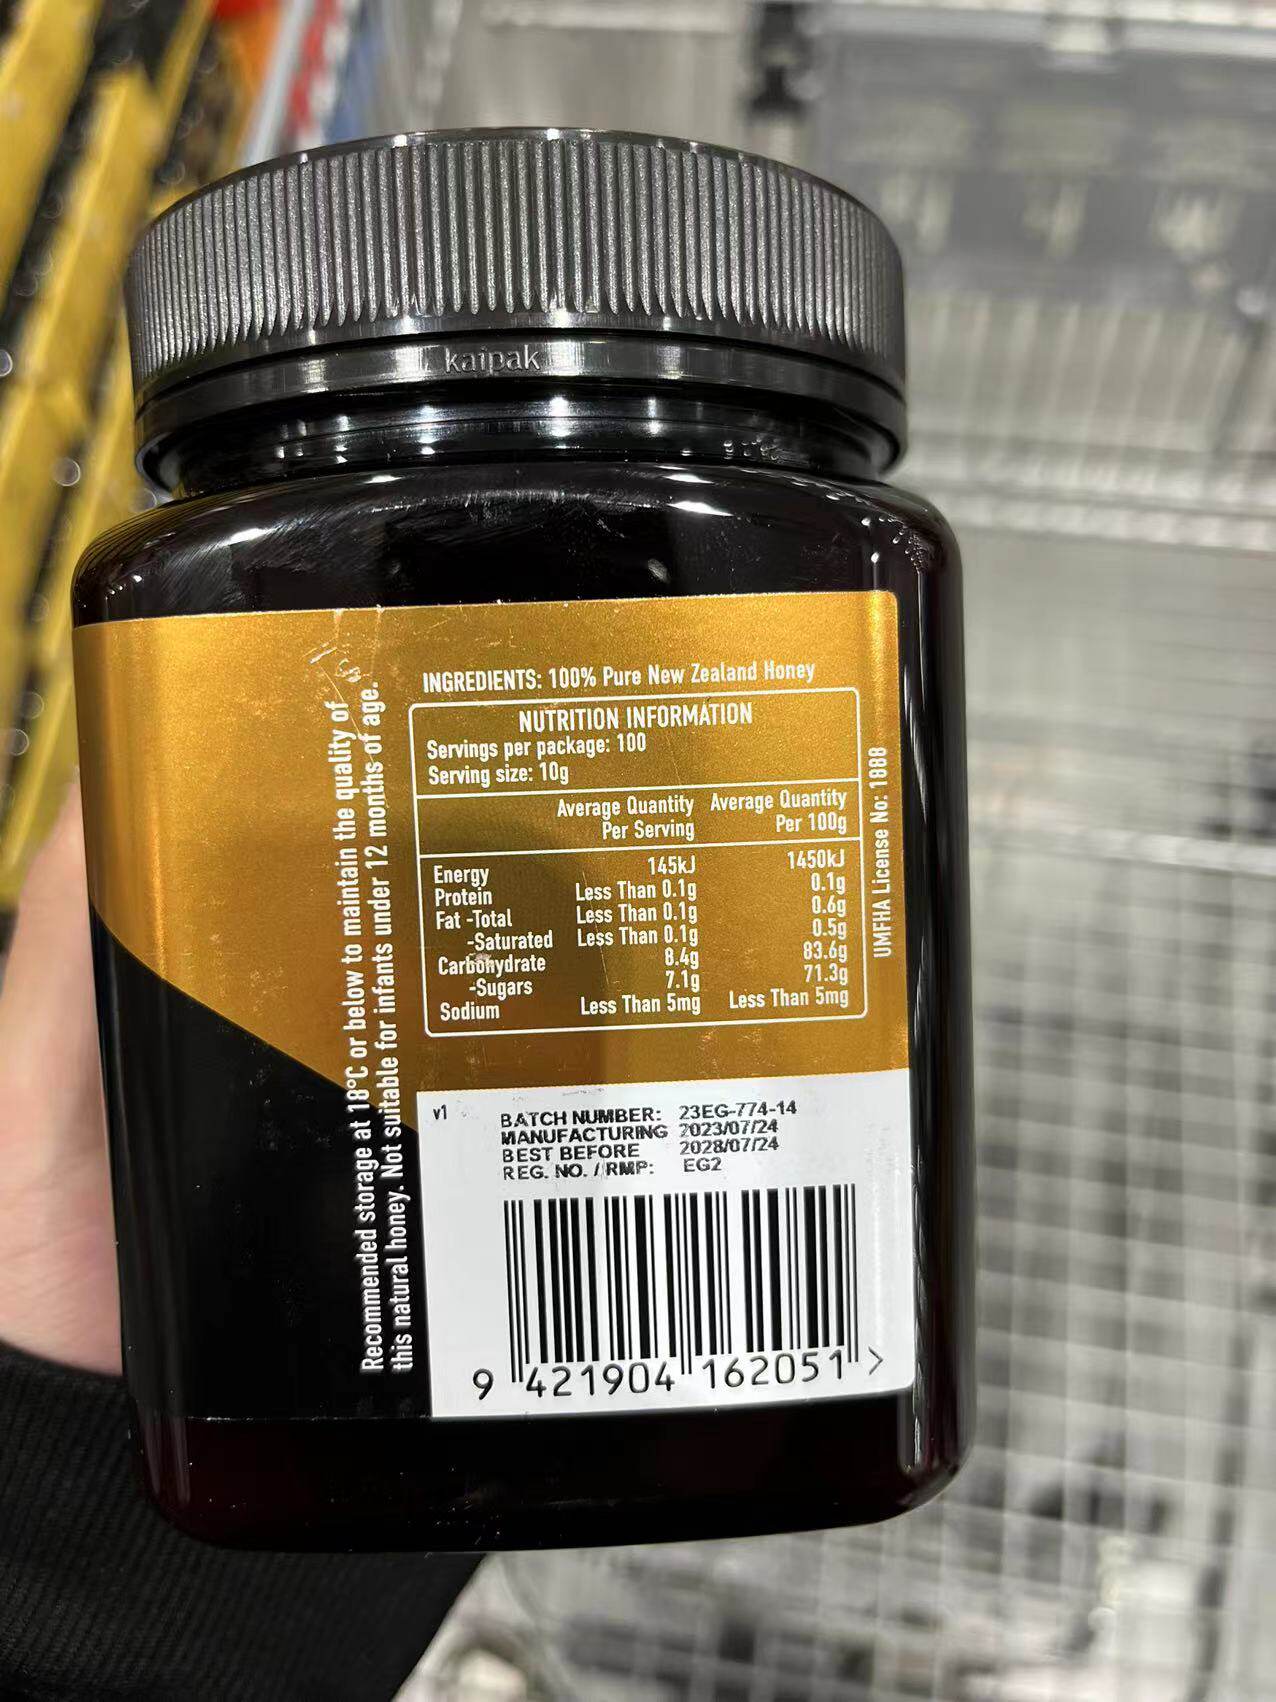 kaipak
Recommended storage at 18°C or below to maintain the quality of
this natural honey. Not suitable for infants under 12 months of age.
INGREDIENTS: 100% Pure New Zealand Honey
NUTRITION INFORMATION
Servings per package: 100
Serving size: 10g
Average Quantity Average Quantity
Per Serving Per 100g
Energy 145kJ 1450kJ
Protein Less Than 0.1g 0.1g
Fat -Total Less Than 0.1g 0.6g
-Saturated Less Than 0.1g 0.5g
Carbohydrate 8.4g 83.6g
-Sugars 7.1g 71.3g
Sodium Less Than 5mg Less Than 5mg
UMFHA License No: 1888
v1
BATCH NUMBER: 23EG-774-14
MANUFACTURING 2023/07/24
BEST BEFORE 2028/07/24
REG. NO. / RMP: EG2
9 421904 162051 >